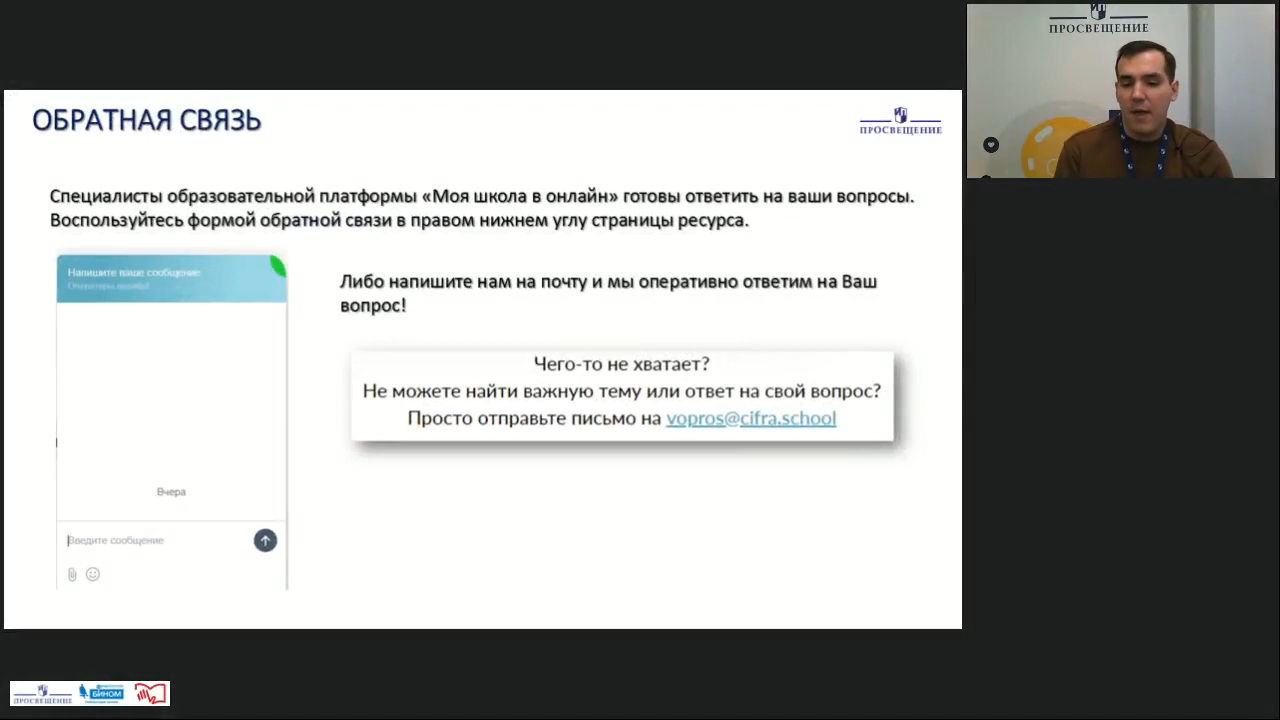 ПРОСВЕЩЕНИЕ
ОБРАТНАЯ СВЯЗЬ
ПРОСВЕЩЕНИЕ
Специалисты образовательной платформы «Моя школа в онлайн» готовы ответить на ваши вопросы.
Воспользуйтесь формой обратной связи в правом нижнем углу страницы ресурса.
Напишите ваше сообщение
Операторы онлайн!
Либо напишите нам на почту и мы оперативно ответим на Ваш
вопрос!
Чего-то не хватает?
Не можете найти важную тему или ответ на свой вопрос?
Просто отправьте письмо на vopros@cifra.school
Вчера
Введите сообщение
ПРОСВЕЩЕНИЕ
БИНОМ